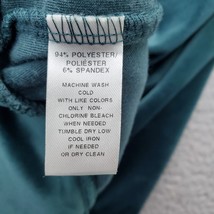 94% POLYESTER/
POLIÉSTER
6% SPANDEX
MACHINE WASH
COLD
WITH LIKE COLORS
ONLY NON-
CHLORINE BLEACH
WHEN NEEDED
TUMBLE DRY LOW
COOL IRON
IF NEEDED
OR DRY CLEAN